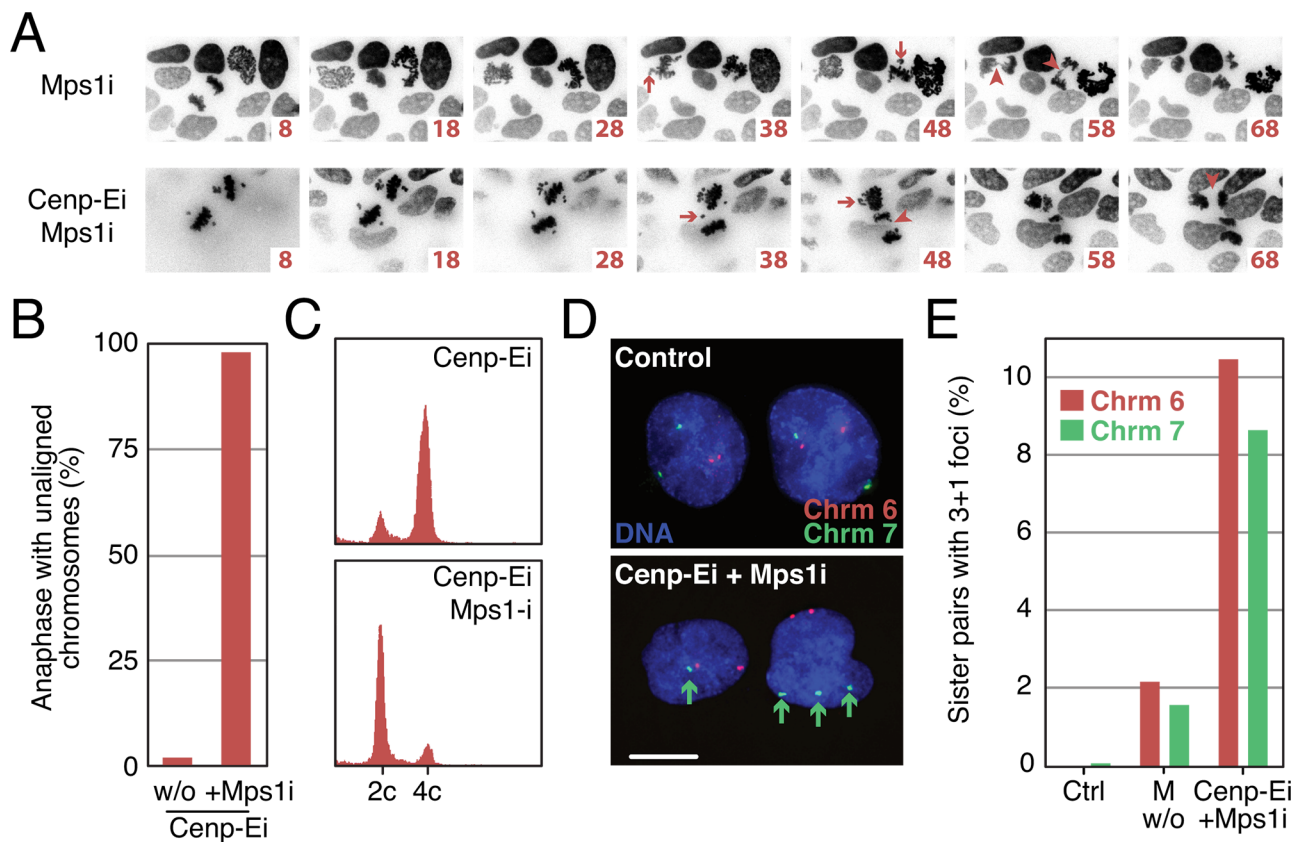 A
Mps1i
8 18 28 38 48 58 68
Cenp-Ei
Mps1i
8 18 28 38 48 58 68
B
Anaphase with unaligned
chromosomes (%)
100
75
50
25
0
w/o +Mps1i
Cenp-Ei
C
Cenp-Ei
Cenp-Ei
Mps1-i
2c 4c
D
Control
DNA
Chrm 6
Chrm 7
Cenp-Ei + Mps1i
E
Sister pairs with 3+1 foci (%)
10
8
6
4
2
0
Chrm 6
Chrm 7
Ctrl
M
w/o
Cenp-Ei
+Mps1i